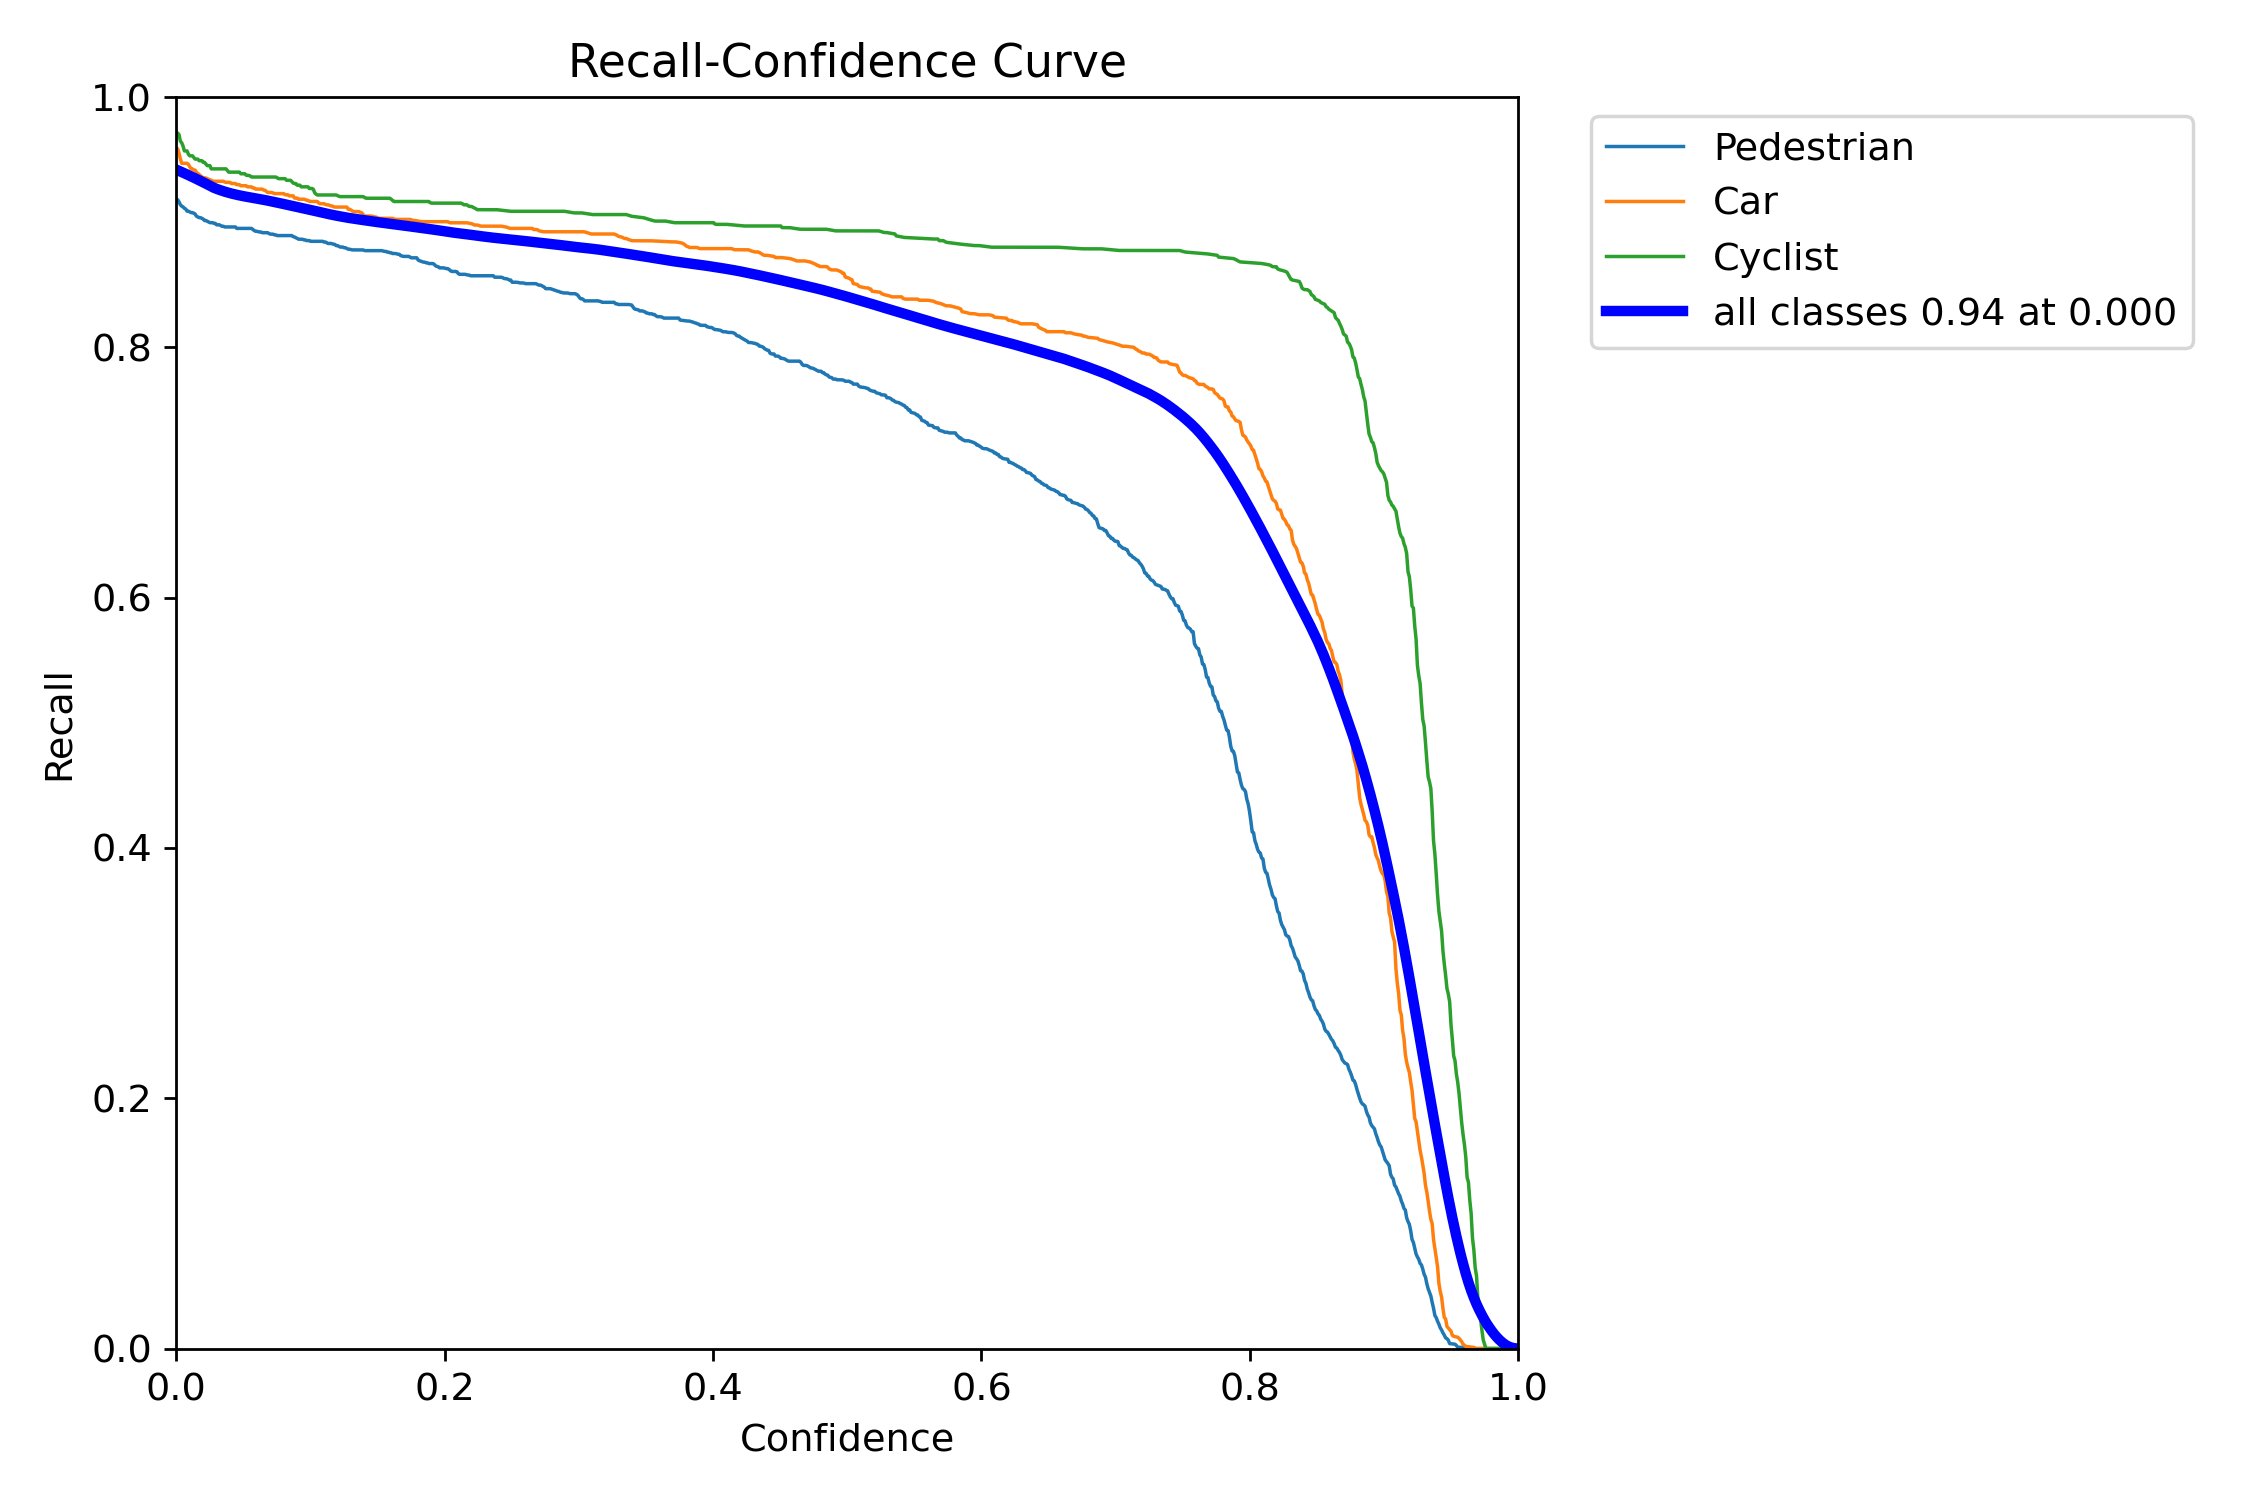 Recall-Confidence Curve
1.0
0.8
0.6
0.4
0.2
0.0
Recall
0.0 0.2 0.4 0.6 0.8 1.0
Confidence
Pedestrian
Car
Cyclist
all classes 0.94 at 0.000